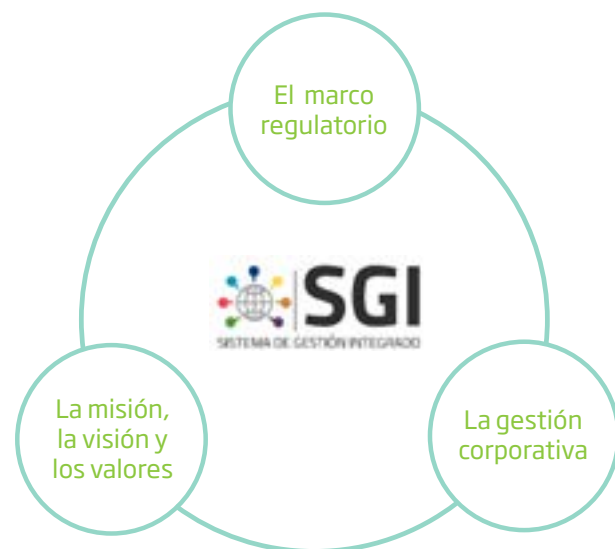 El marco
regulatorio
SGI
SISTEMA DE GESTIÓN INTEGRADO
La misión,
la visión y
los valores
La gestión
corporativa